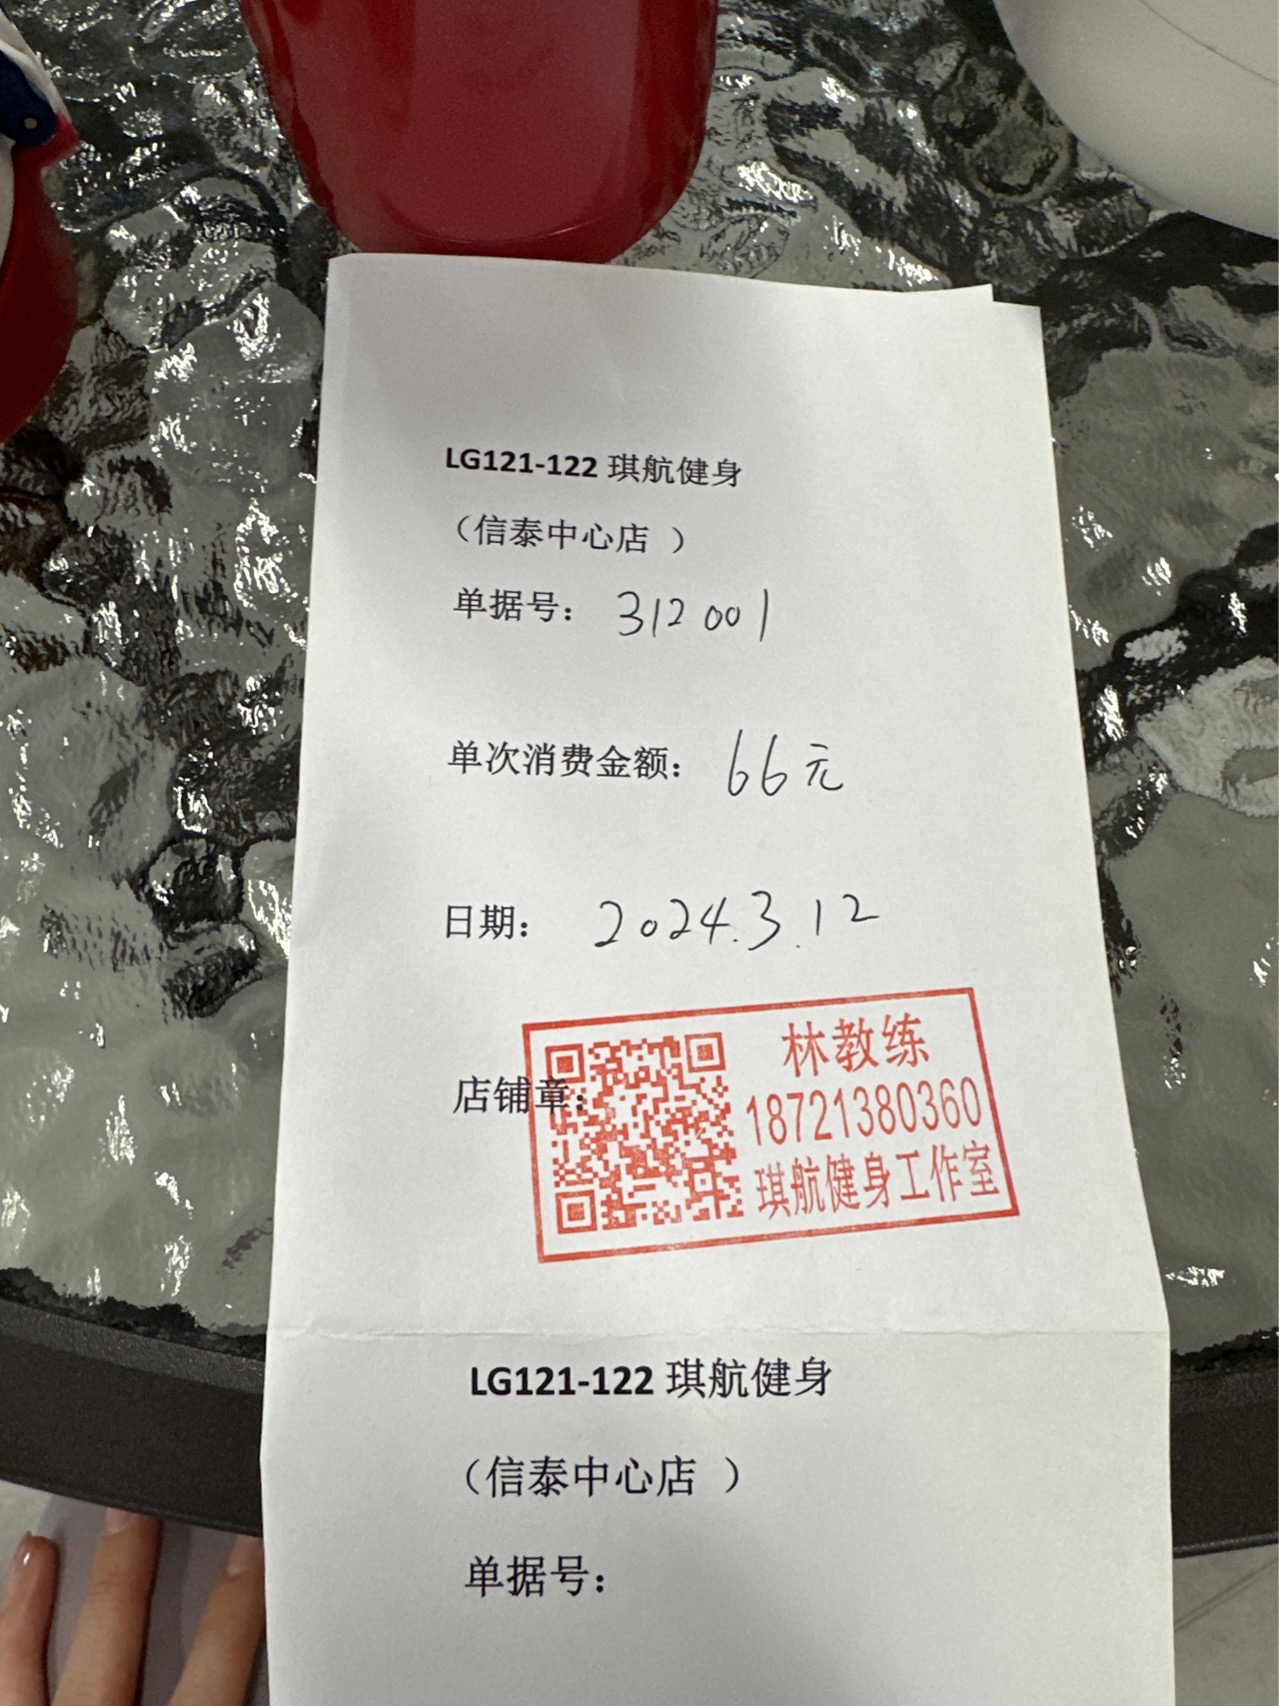 LG121-122 琪航健身
（信泰中心店 ）
单据号： 312001
单次消费金额： 66元
日期： 2024.3.12
店铺章：
林教练
18721380360
琪航健身工作室
LG121-122 琪航健身
（信泰中心店 ）
单据号：